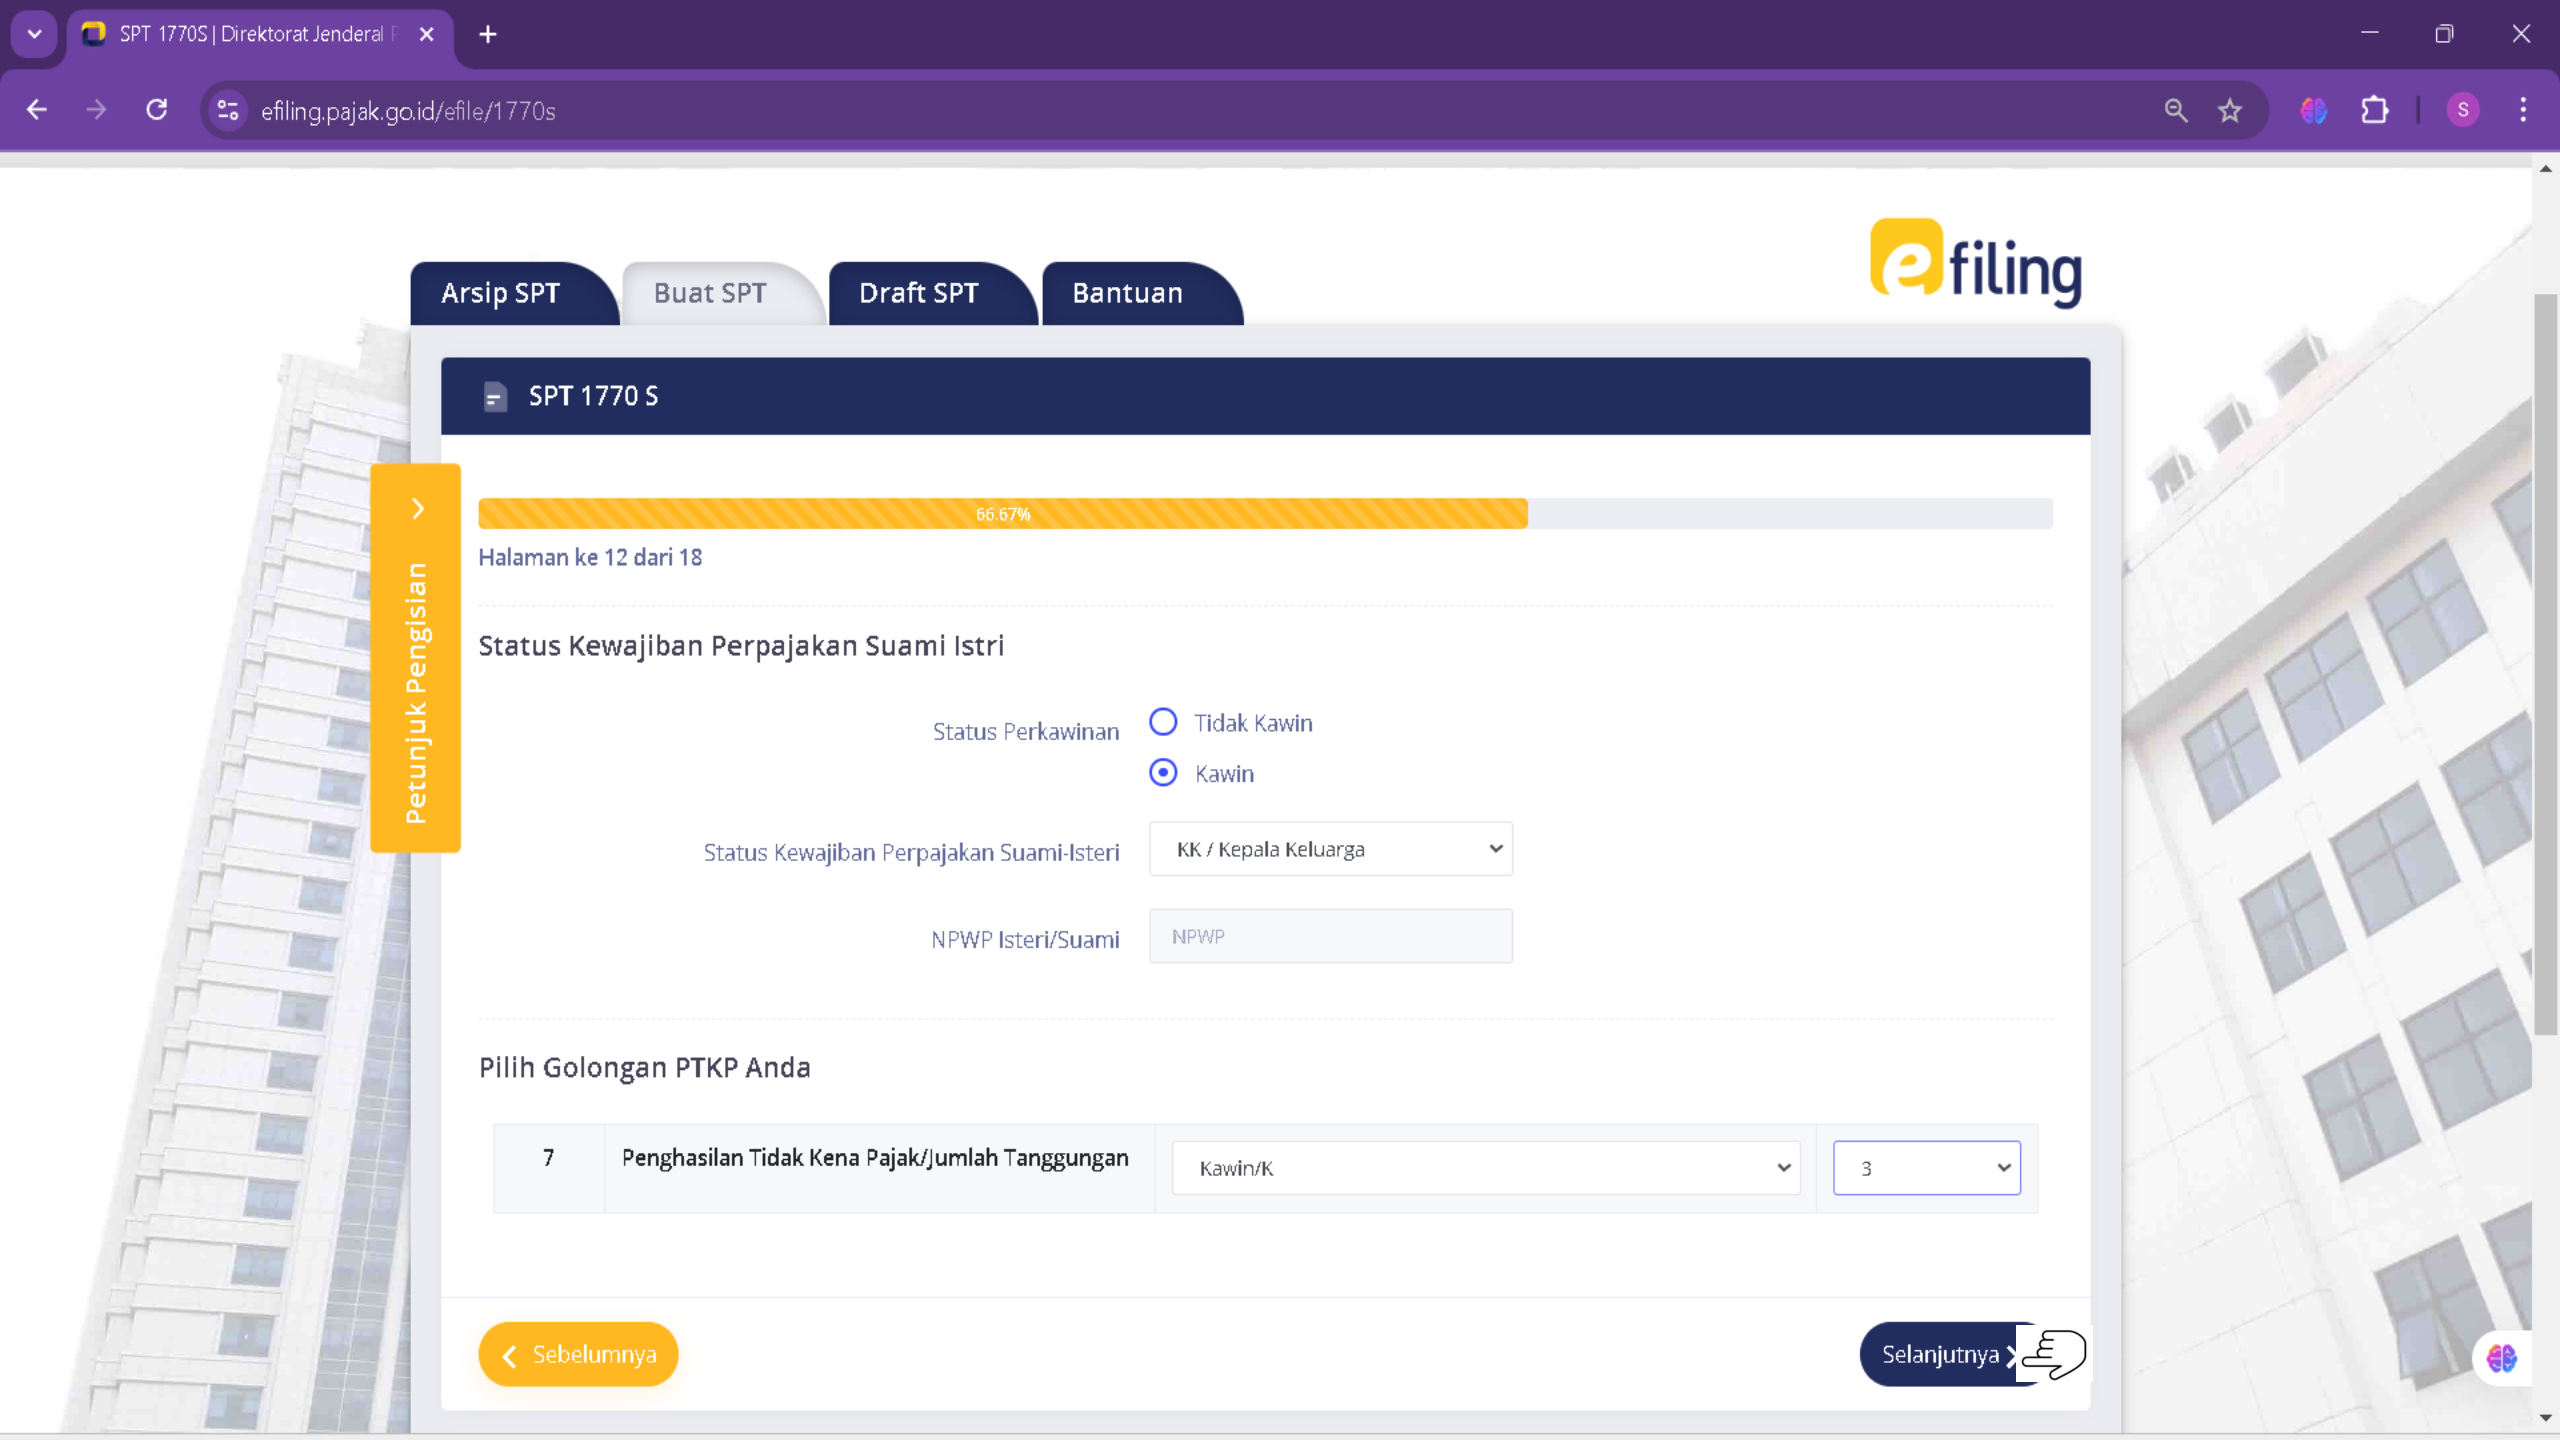 SPT 1770S | Direktorat Jenderal
efiling.pajak.go.id/efile/1770s
S
efiling
Arsip SPT
Buat SPT
Draft SPT
Bantuan
SPT 1770 S
Petunjuk Pengisian
66.67%
Halaman ke 12 dari 18
Status Kewajiban Perpajakan Suami Istri
Status Perkawinan
Tidak Kawin
Kawin
Status Kewajiban Perpajakan Suami-Isteri
KK / Kepala Keluarga
NPWP Isteri/Suami
NPWP
Pilih Golongan PTKP Anda
7
Penghasilan Tidak Kena Pajak/Jumlah Tanggungan
Kawin/K
3
Sebelumnya
Selanjutnya